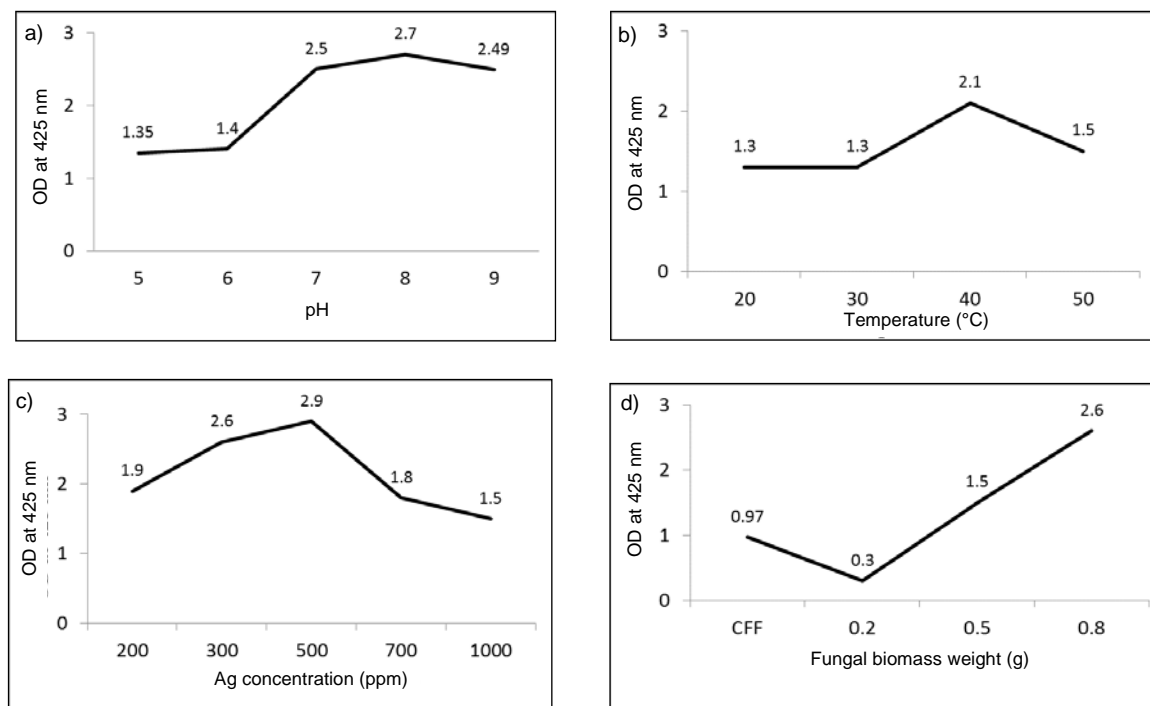 a)
3
2
1
0
OD at 425 nm
1.35
1.4
2.5
2.7
2.49
5 6 7 8 9
pH
b)
3
2
1
0
OD at 425 nm
1.3
1.3
2.1
1.5
20 30 40 50
Temperature (°C)
c)
3
2
1
0
OD at 425 nm
1.9
2.6
2.9
1.8
1.5
200 300 500 700 1000
Ag concentration (ppm)
d)
3
2
1
0
OD at 425 nm
0.97
0.3
1.5
2.6
CFF 0.2 0.5 0.8
Fungal biomass weight (g)